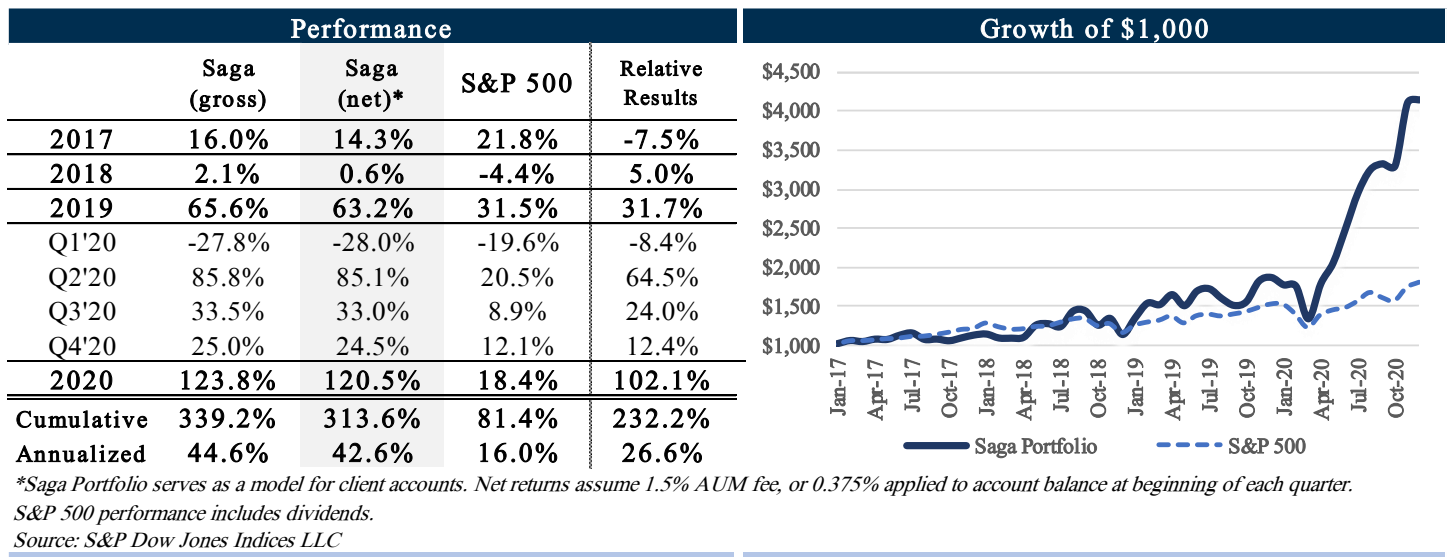 Performance
Saga (gross) Saga (net)* S&P 500 Relative Results
2017 16.0% 14.3% 21.8% -7.5%
2018 2.1% 0.6% -4.4% 5.0%
2019 65.6% 63.2% 31.5% 31.7%
Q1'20 -27.8% -28.0% -19.6% -8.4%
Q2'20 85.8% 85.1% 20.5% 64.5%
Q3'20 33.5% 33.0% 8.9% 24.0%
Q4'20 25.0% 24.5% 12.1% 12.4%
2020 123.8% 120.5% 18.4% 102.1%
Cumulative 339.2% 313.6% 81.4% 232.2%
Annualized 44.6% 42.6% 16.0% 26.6%
Growth of $1,000
$4,500
$4,000
$3,500
$3,000
$2,500
$2,000
$1,500
$1,000
Jan-17 Apr-17 Jul-17 Oct-17 Jan-18 Apr-18 Jul-18 Oct-18 Jan-19 Apr-19 Jul-19 Oct-19 Jan-20 Apr-20 Jul-20 Oct-20
Saga Portfolio S&P 500
*Saga Portfolio serves as a model for client accounts. Net returns assume 1.5% AUM fee, or 0.375% applied to account balance at beginning of each quarter.
S&P 500 performance includes dividends.
Source: S&P Dow Jones Indices LLC